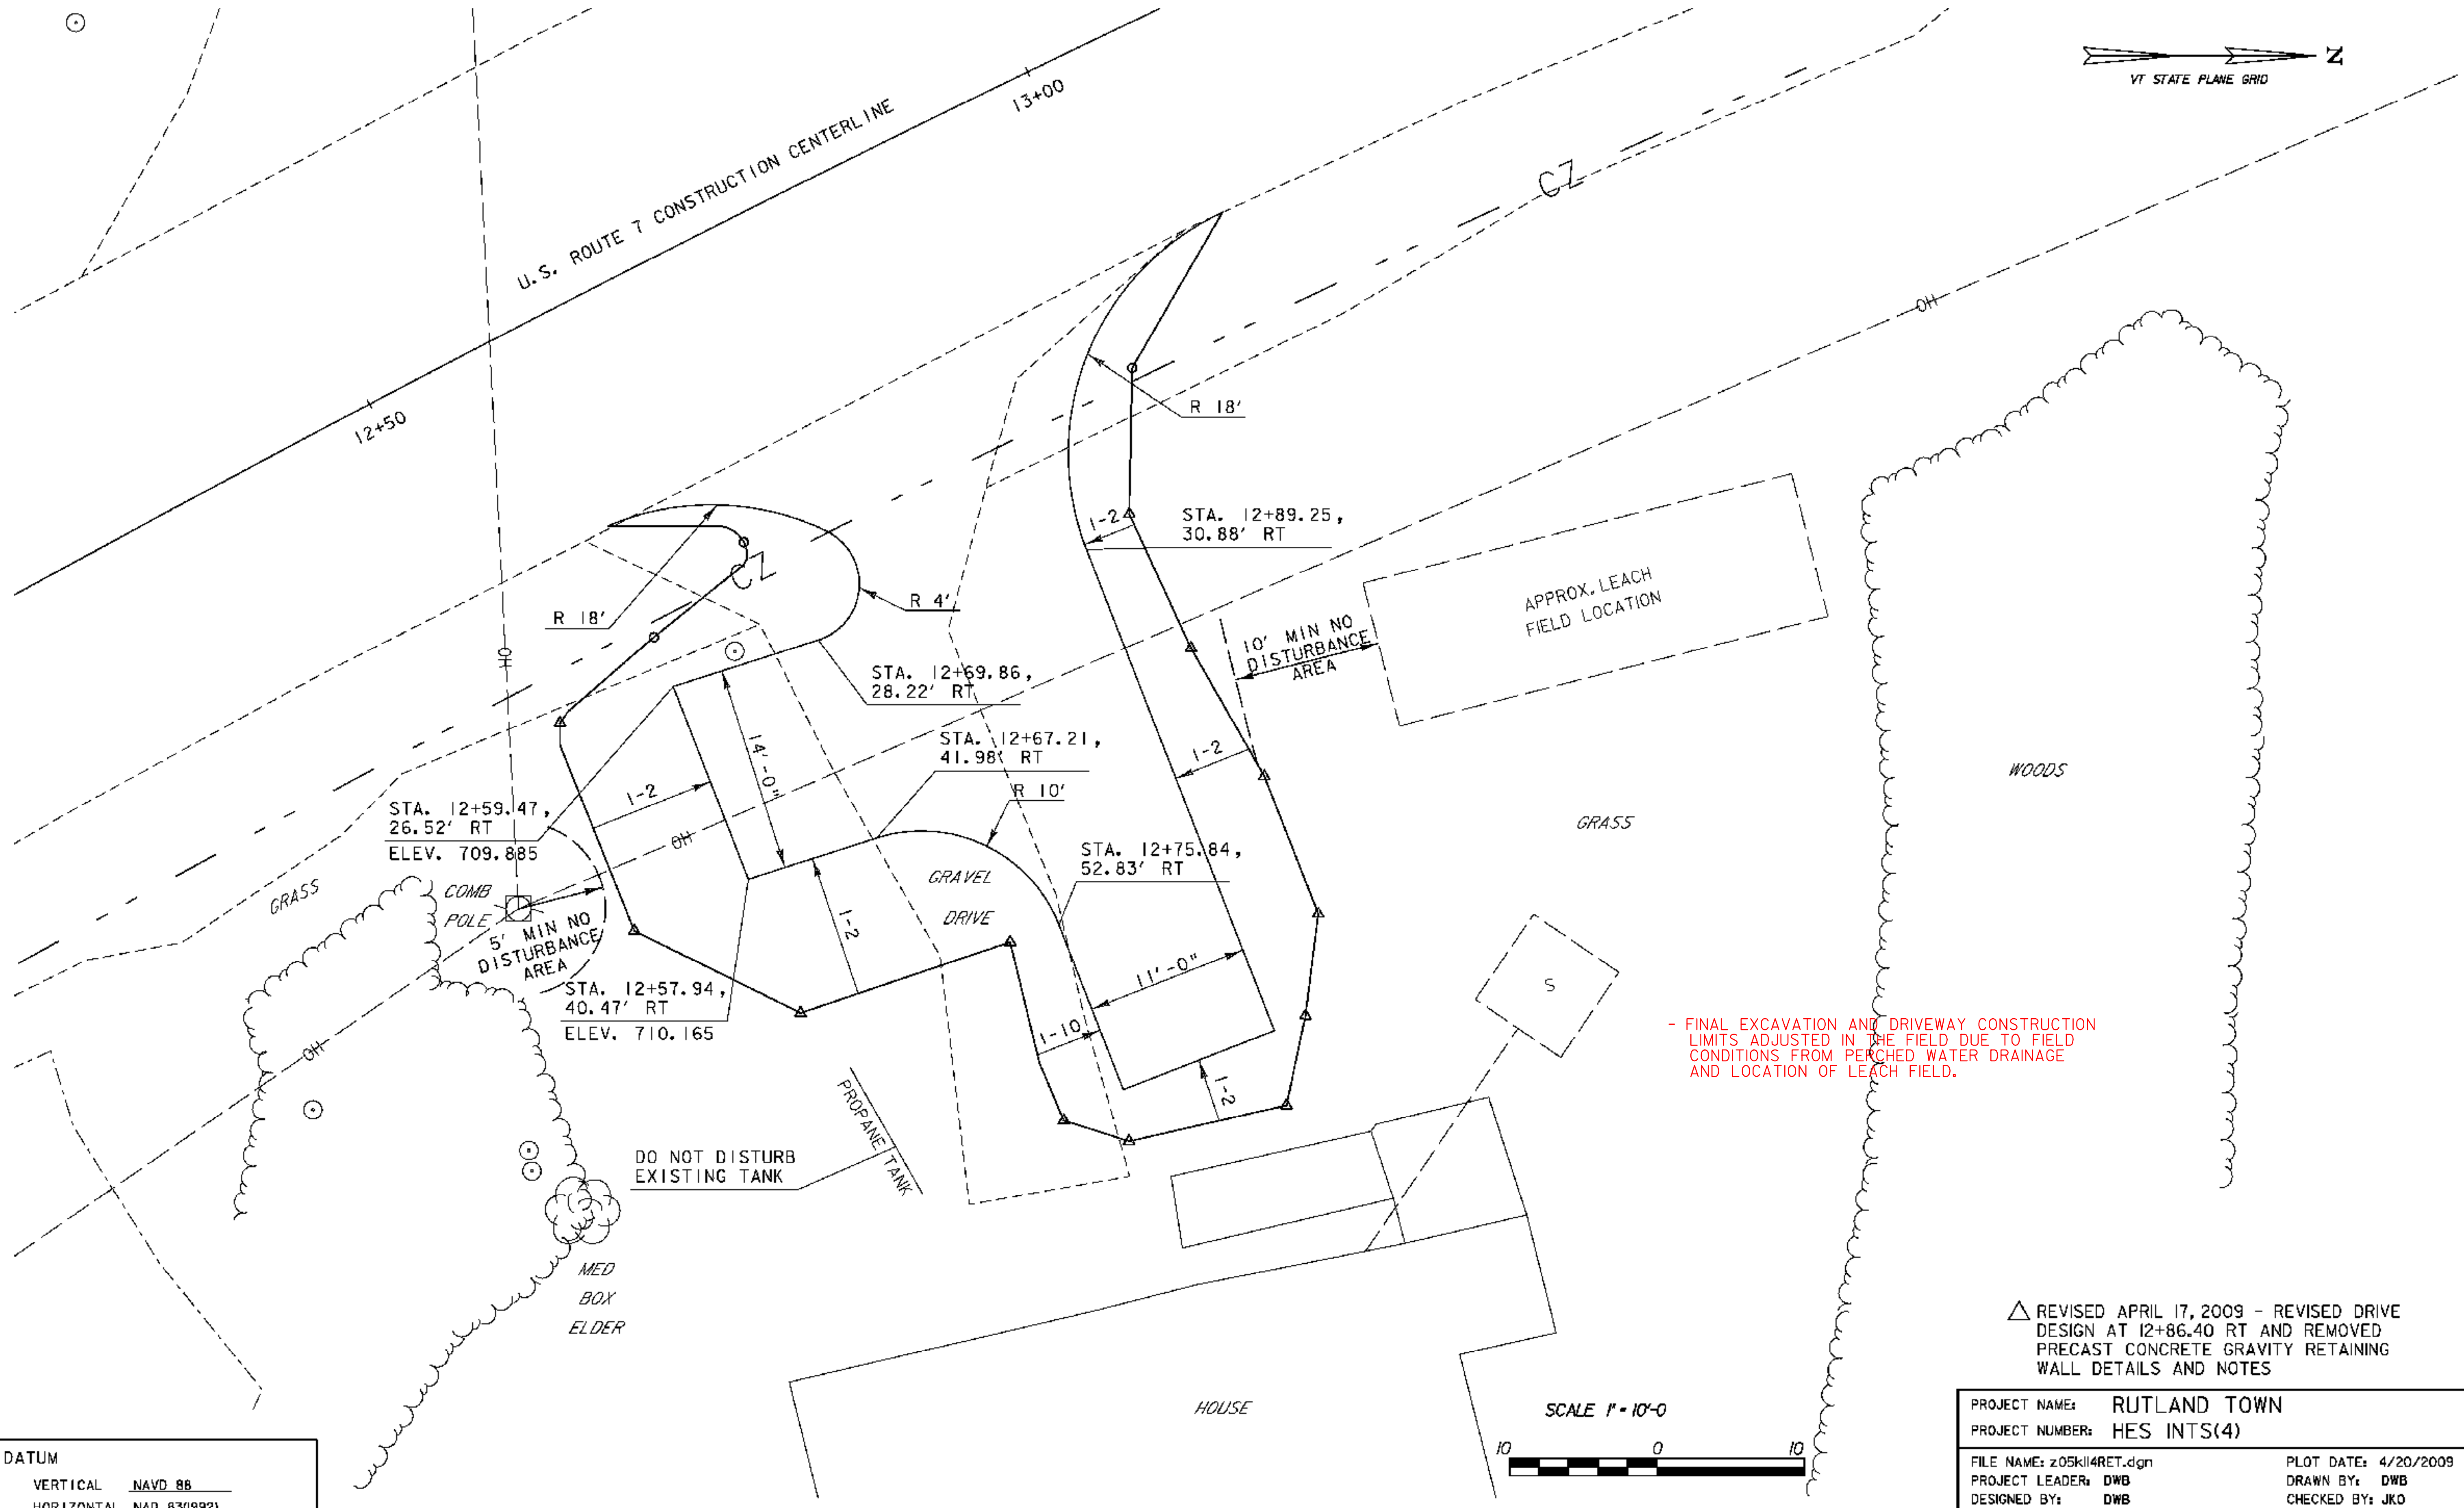 N
VT STATE PLANE GRID
13+00
U.S. ROUTE 7 CONSTRUCTION CENTERLINE
12+50
CZ
OH
R 18'
1-2
STA. 12+89.25,
30.88' RT
CZ
R 18'
R 4'
OH
APPROX. LEACH
FIELD LOCATION
10' MIN NO
DISTURBANCE
AREA
STA. 12+69.86,
28.22' RT
14'-0"
STA. 12+67.21,
41.98' RT
1-2
WOODS
R 10'
1-2
STA. 12+59.47,
26.52' RT
ELEV. 709.885
OH
GRASS
STA. 12+75.84,
52.83' RT
GRASS
COMB
POLE
GRAVEL
DRIVE
5' MIN NO
DISTURBANCE
AREA
1-2
11'-0"
S
STA. 12+57.94,
40.47' RT
ELEV. 710.165
1-10
- FINAL EXCAVATION AND DRIVEWAY CONSTRUCTION
LIMITS ADJUSTED IN THE FIELD DUE TO FIELD
CONDITIONS FROM PERCHED WATER DRAINAGE
AND LOCATION OF LEACH FIELD.
OH
1-2
PROPANE TANK
DO NOT DISTURB
EXISTING TANK
MED
BOX
ELDER
REVISED APRIL 17, 2009 - REVISED DRIVE
DESIGN AT 12+86.40 RT AND REMOVED
PRECAST CONCRETE GRAVITY RETAINING
WALL DETAILS AND NOTES
HOUSE
SCALE 1" = 10'-0
10 0 10
PROJECT NAME: RUTLAND TOWN
PROJECT NUMBER: HES INTS(4)
FILE NAME: z05k114RET.dgn PLOT DATE: 4/20/2009
PROJECT LEADER: DWB DRAWN BY: DWB
DESIGNED BY: DWB CHECKED BY: JKO
DATUM
VERTICAL NAVD 88
HORIZONTAL NAD 83(1992)